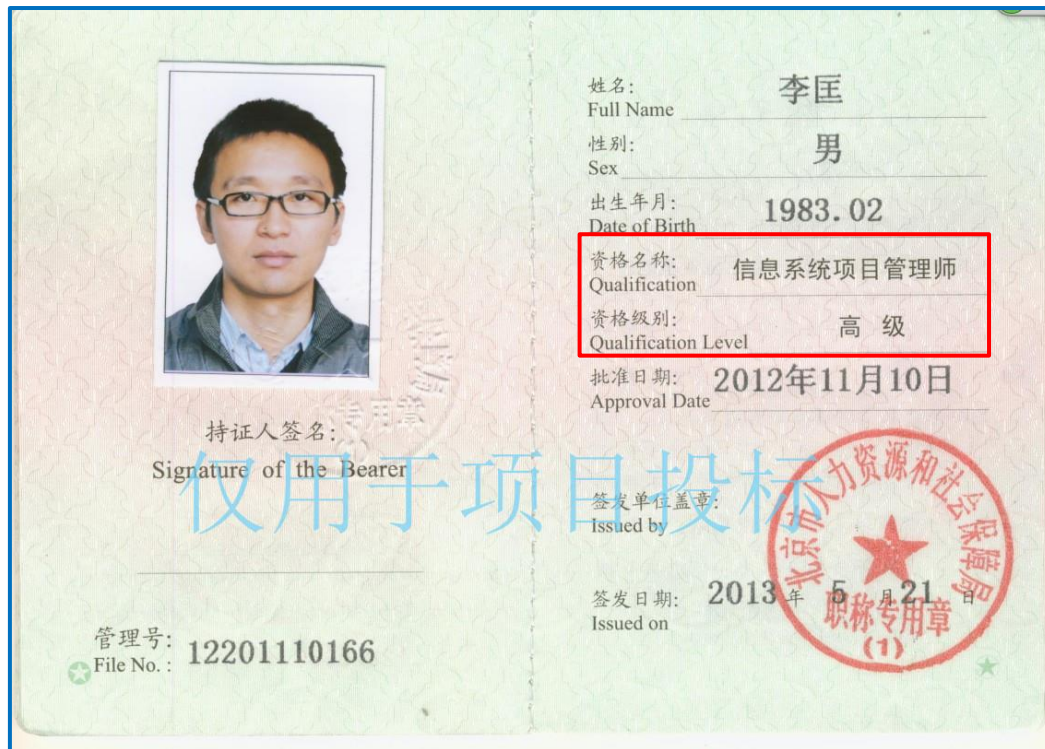 持证人签名:
Signature of the Bearer
管理号:
File No. : 12201110166
姓名: 李匡
Full Name
性别: 男
Sex
出生年月: 1983.02
Date of Birth
资格名称: 信息系统项目管理师
Qualification
资格级别: 高 级
Qualification Level
批准日期: 2012年11月10日
Approval Date
签发单位盖章:
Issued by
签发日期: 2013 年 5 月 21 日
Issued on
北京市人力资源和社会保障局
职称专用章
(1)
仅用于项目投标
专用章